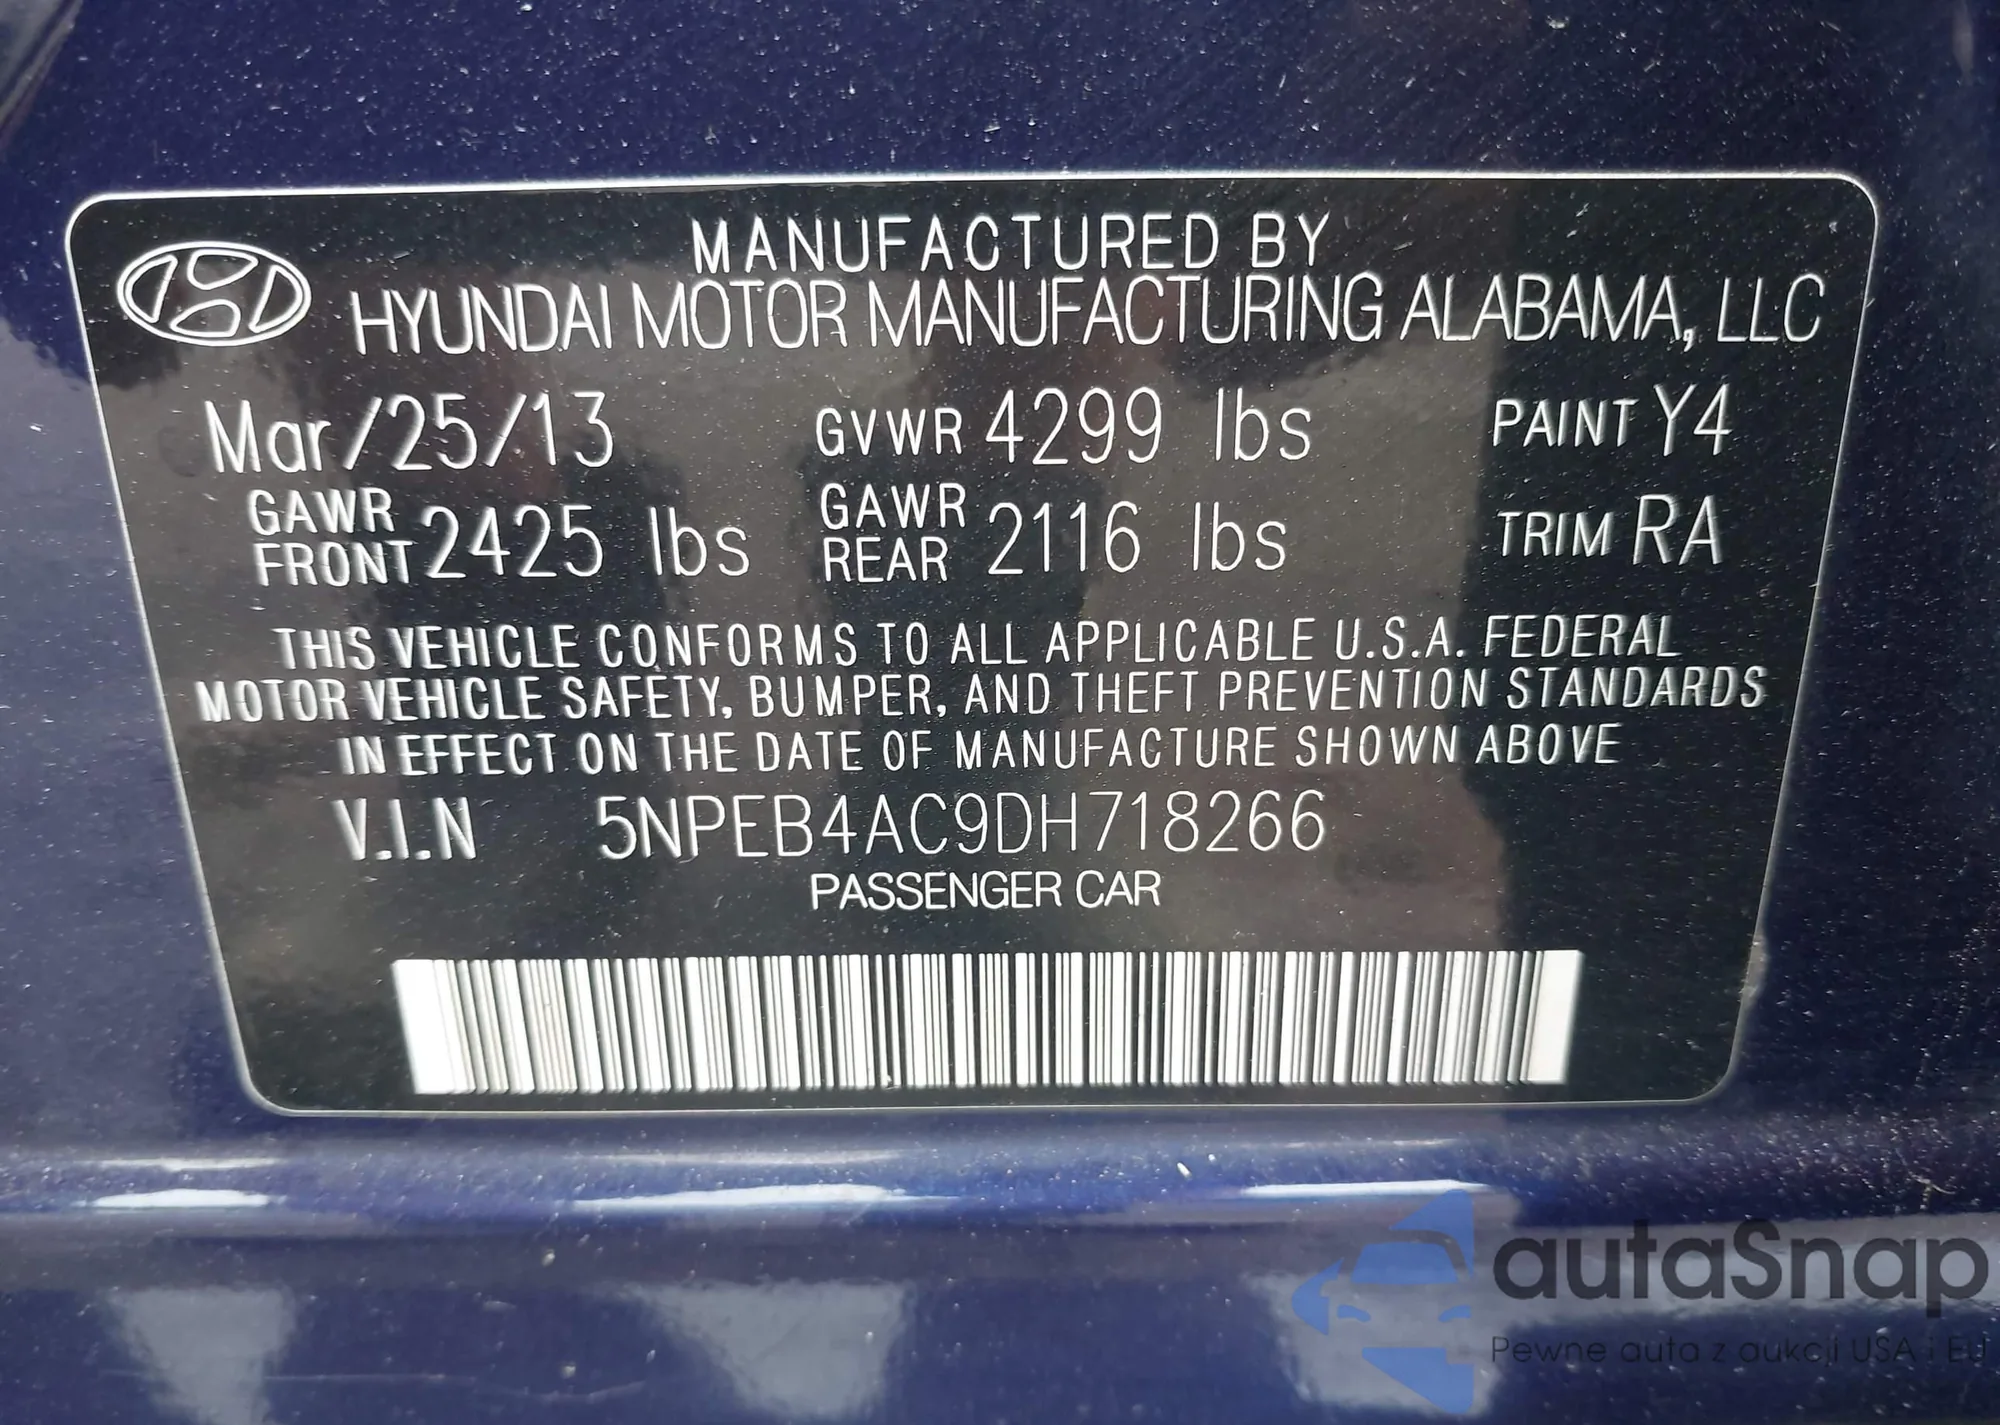 MANUFACTURED BY
HYUNDAI MOTOR MANUFACTURING ALABAMA, LLC
Mar/25/13 GVWR 4299 lbs PAINT Y4
GAWR FRONT 2425 lbs GAWR REAR 2116 lbs TRIM RA
THIS VEHICLE CONFORMS TO ALL APPLICABLE U.S.A. FEDERAL
MOTOR VEHICLE SAFETY, BUMPER, AND THEFT PREVENTION STANDARDS
IN EFFECT ON THE DATE OF MANUFACTURE SHOWN ABOVE
V.I.N 5NPEB4AC9DH718266
PASSENGER CAR
autaSnap
Pewne auta z aukcji USA i EU